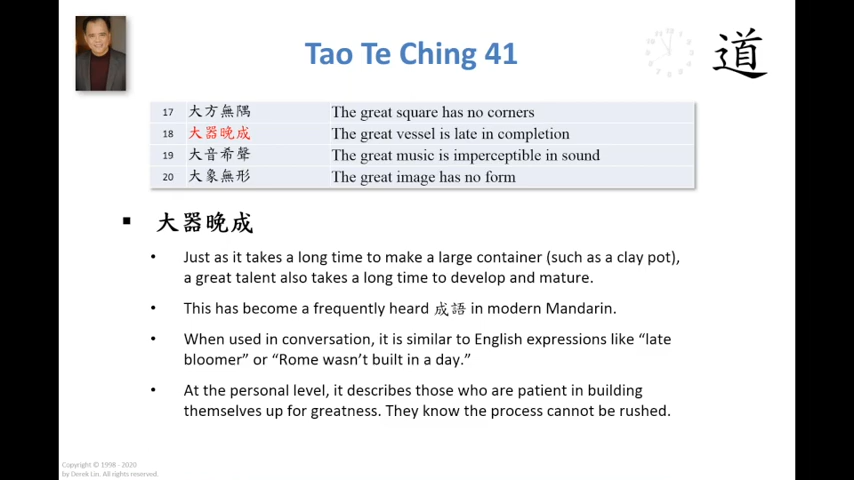 Tao Te Ching 41
道
12
17 大方無隅 The great square has no corners
18 大器晚成 The great vessel is late in completion
19 大音希聲 The great music is imperceptible in sound
20 大象無形 The great image has no form
▪ 大器晚成
• Just as it takes a long time to make a large container (such as a clay pot),
a great talent also takes a long time to develop and mature.
• This has become a frequently heard 成語 in modern Mandarin.
• When used in conversation, it is similar to English expressions like “late
bloomer” or “Rome wasn’t built in a day.”
• At the personal level, it describes those who are patient in building
themselves up for greatness. They know the process cannot be rushed.
Copyright © 1998 - 2020
by Derek Lin. All rights reserved.